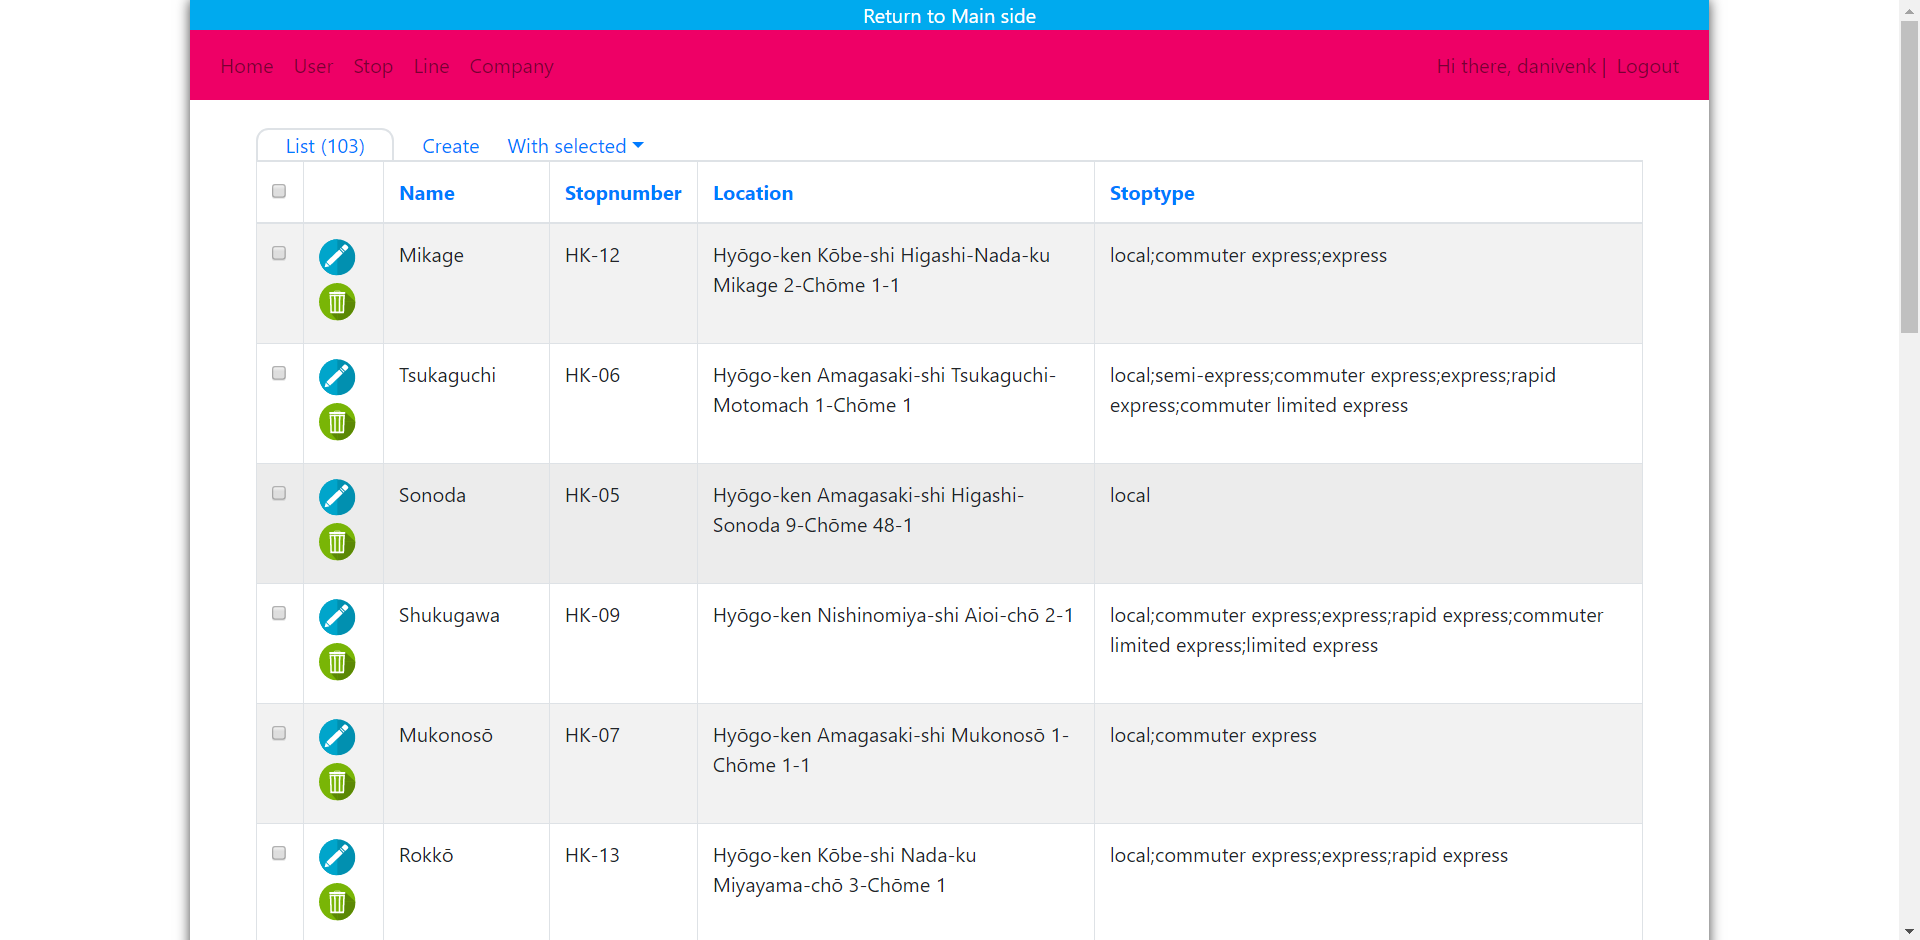 Return to Main side
Home User Stop Line Company Hi there, danivenk | Logout
List (103) Create With selected
Name Stopnumber Location Stoptype
Mikage HK-12 Hyōgo-ken Kōbe-shi Higashi-Nada-ku local;commuter express;express
Mikage 2-Chōme 1-1
Tsukaguchi HK-06 Hyōgo-ken Amagasaki-shi Tsukaguchi- local;semi-express;commuter express;express;rapid
Motomach 1-Chōme 1 express;commuter limited express
Sonoda HK-05 Hyōgo-ken Amagasaki-shi Higashi- local
Sonoda 9-Chōme 48-1
Shukugawa HK-09 Hyōgo-ken Nishinomiya-shi Aioi-chō 2-1 local;commuter express;express;rapid express;commuter
limited express;limited express
Mukonosō HK-07 Hyōgo-ken Amagasaki-shi Mukonosō 1- local;commuter express
Chōme 1-1
Rokkō HK-13 Hyōgo-ken Kōbe-shi Nada-ku local;commuter express;express;rapid express
Miyayama-chō 3-Chōme 1